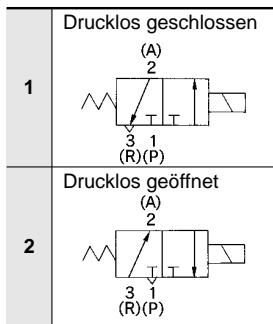 1
Drucklos geschlossen
(A)
2
3 1
(R)(P)
2
Drucklos geöffnet
(A)
2
3 1
(R)(P)